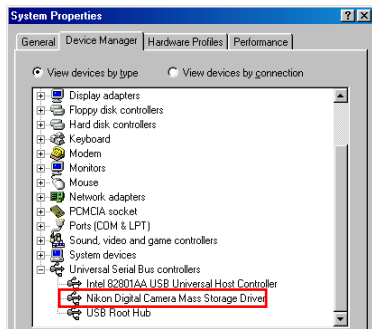 System Properties
General Device Manager Hardware Profiles Performance
View devices by type View devices by connection
Display adapters
Floppy disk controllers
Hard disk controllers
Keyboard
Modem
Monitors
Mouse
Network adapters
PCMCIA socket
Ports (COM & LPT)
Sound, video and game controllers
System devices
Universal Serial Bus controllers
Intel 82801AA USB Universal Host Controller
Nikon Digital Camera Mass Storage Driver
USB Root Hub